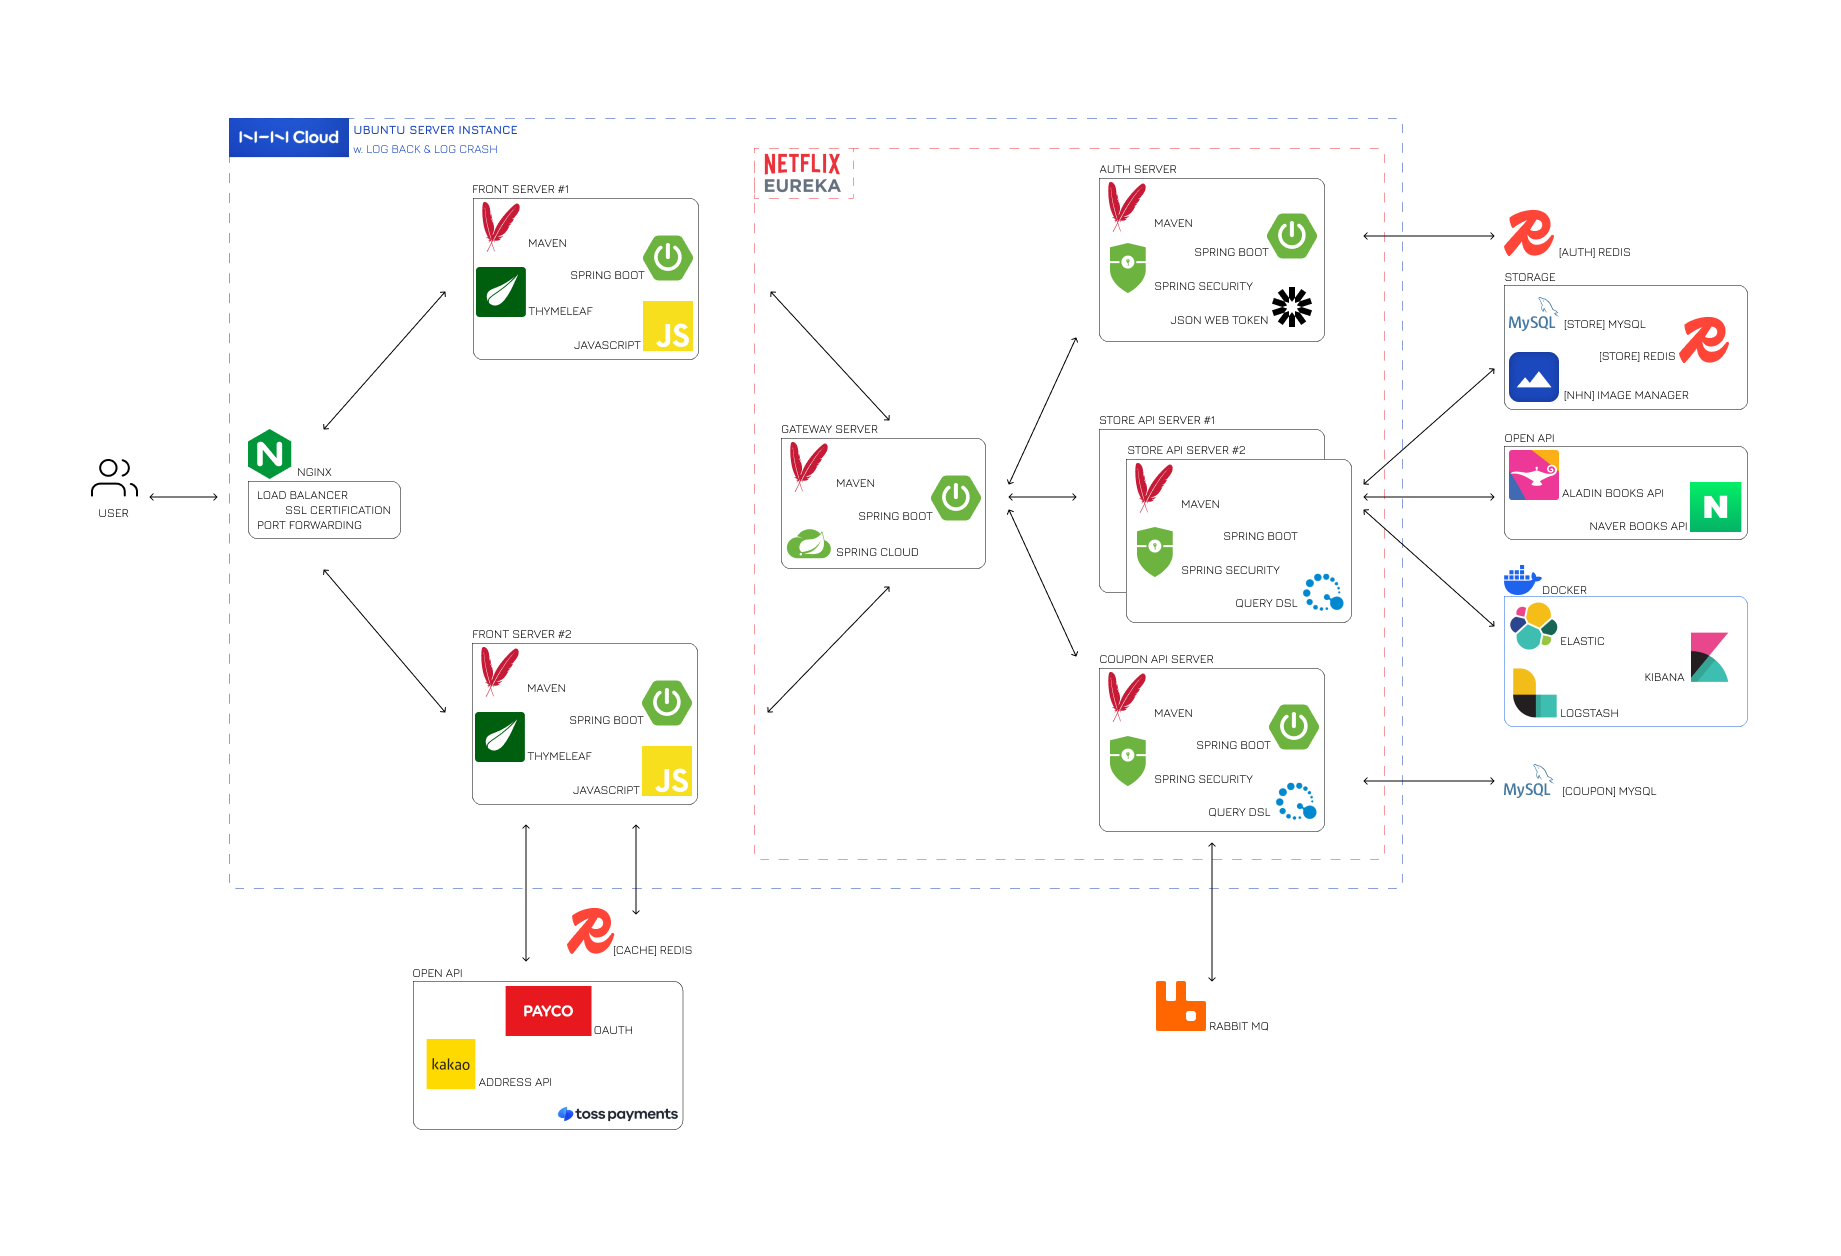 NHN Cloud
UBUNTU SERVER INSTANCE
w. LOG BACK & LOG CRASH
USER
NGINX
LOAD BALANCER
SSL CERTIFICATION
PORT FORWARDING
FRONT SERVER #1
MAVEN
SPRING BOOT
THYMELEAF
JAVASCRIPT
JS
FRONT SERVER #2
MAVEN
SPRING BOOT
THYMELEAF
JAVASCRIPT
JS
[CACHE] REDIS
OPEN API
PAYCO
OAUTH
kakao
ADDRESS API
toss payments
NETFLIX
EUREKA
GATEWAY SERVER
MAVEN
SPRING BOOT
SPRING CLOUD
AUTH SERVER
MAVEN
SPRING BOOT
SPRING SECURITY
JSON WEB TOKEN
STORE API SERVER #1
STORE API SERVER #2
MAVEN
SPRING BOOT
SPRING SECURITY
QUERY DSL
COUPON API SERVER
MAVEN
SPRING BOOT
SPRING SECURITY
QUERY DSL
RABBIT MQ
[AUTH] REDIS
STORAGE
MySQL
[STORE] MYSQL
[STORE] REDIS
[NHN] IMAGE MANAGER
OPEN API
ALADIN BOOKS API
NAVER BOOKS API
N
DOCKER
ELASTIC
KIBANA
LOGSTASH
MySQL
[COUPON] MYSQL